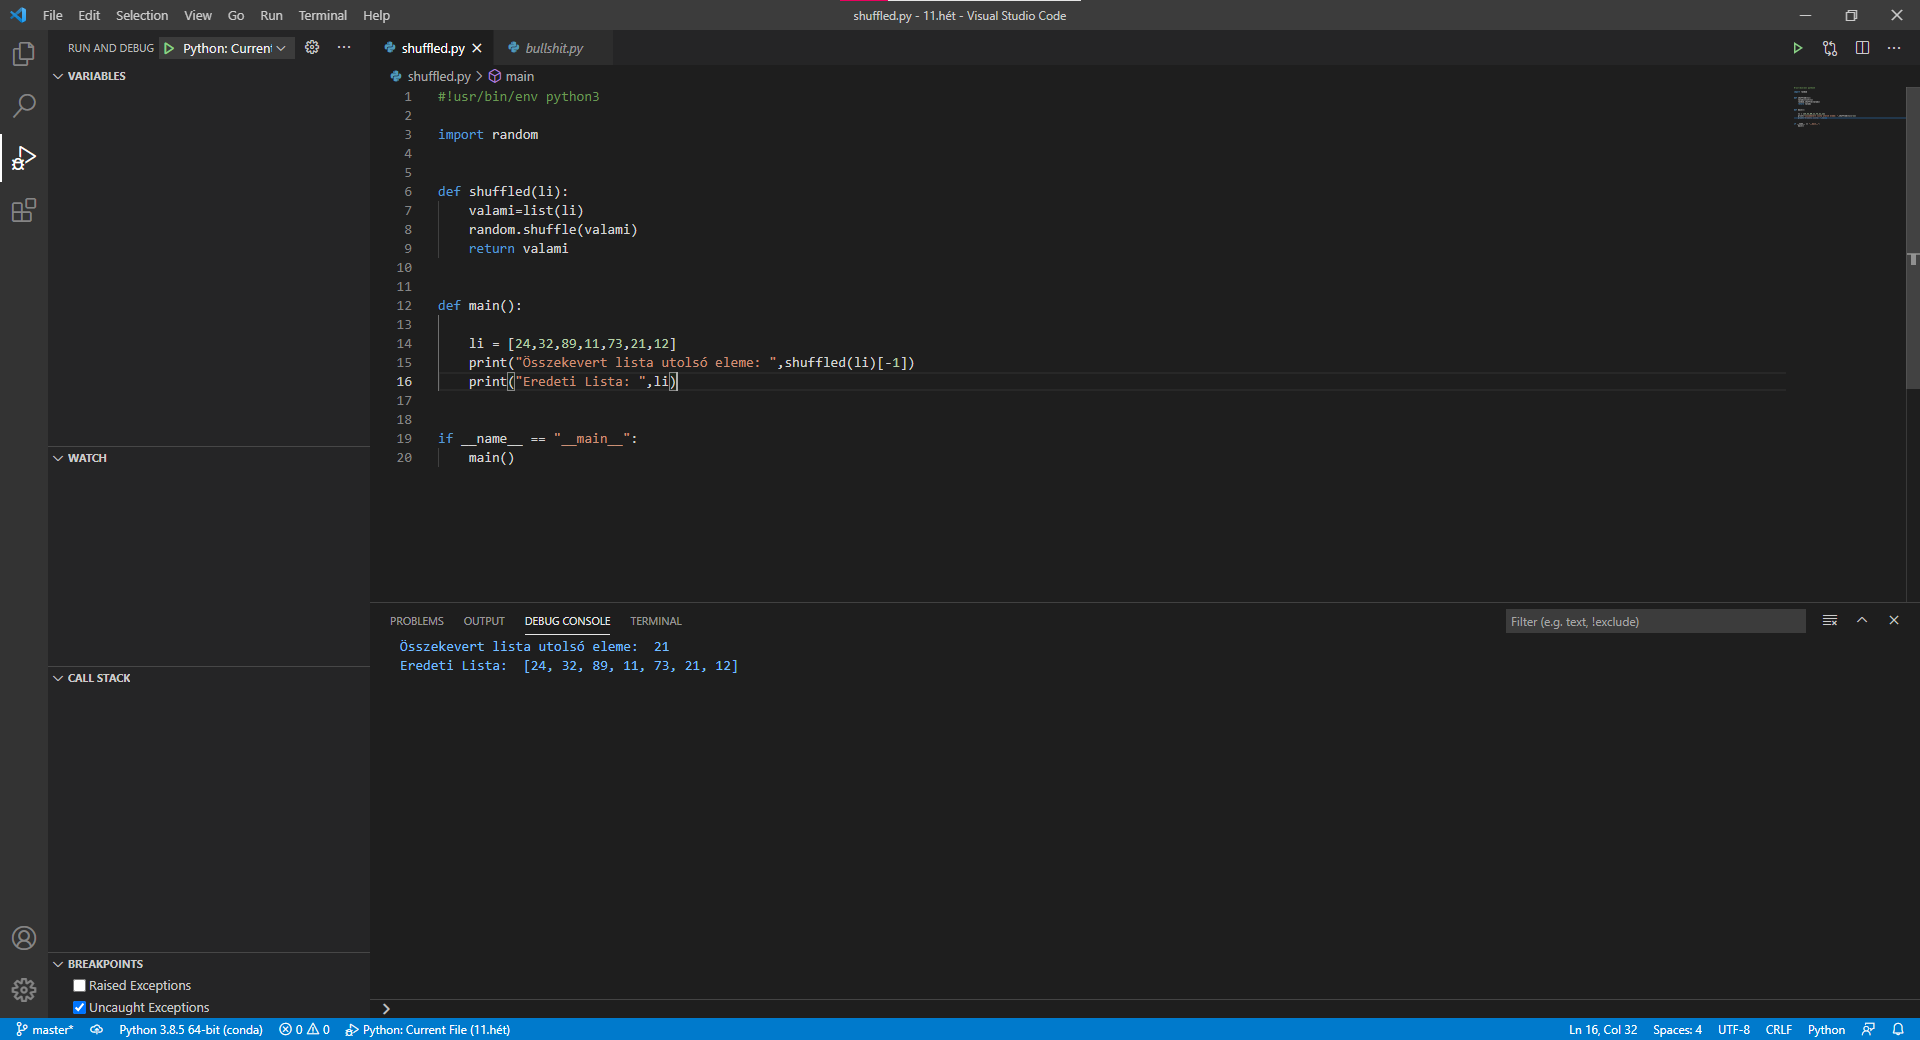 File Edit Selection View Go Run Terminal Help shuffled.py - 11.hét - Visual Studio Code
RUN AND DEBUG Python: Current
VARIABLES
WATCH
CALL STACK
BREAKPOINTS
Raised Exceptions
Uncaught Exceptions
shuffled.py bullshit.py
shuffled.py > main
1 #!usr/bin/env python3
2
3 import random
4
5
6 def shuffled(li):
7     valami=list(li)
8     random.shuffle(valami)
9     return valami
10
11
12 def main():
13
14     li = [24,32,89,11,73,21,12]
15     print("Összekevert lista utolsó eleme: ",shuffled(li)[-1])
16     print("Eredeti Lista: ",li)
17
18
19 if __name__ == "__main__":
20     main()
PROBLEMS OUTPUT DEBUG CONSOLE TERMINAL Filter (e.g. text, !exclude)
Összekevert lista utolsó eleme:  21
Eredeti Lista:  [24, 32, 89, 11, 73, 21, 12]
master* Python 3.8.5 64-bit (conda) 0 0 Python: Current File (11.hét) Ln 16, Col 32 Spaces: 4 UTF-8 CRLF Python